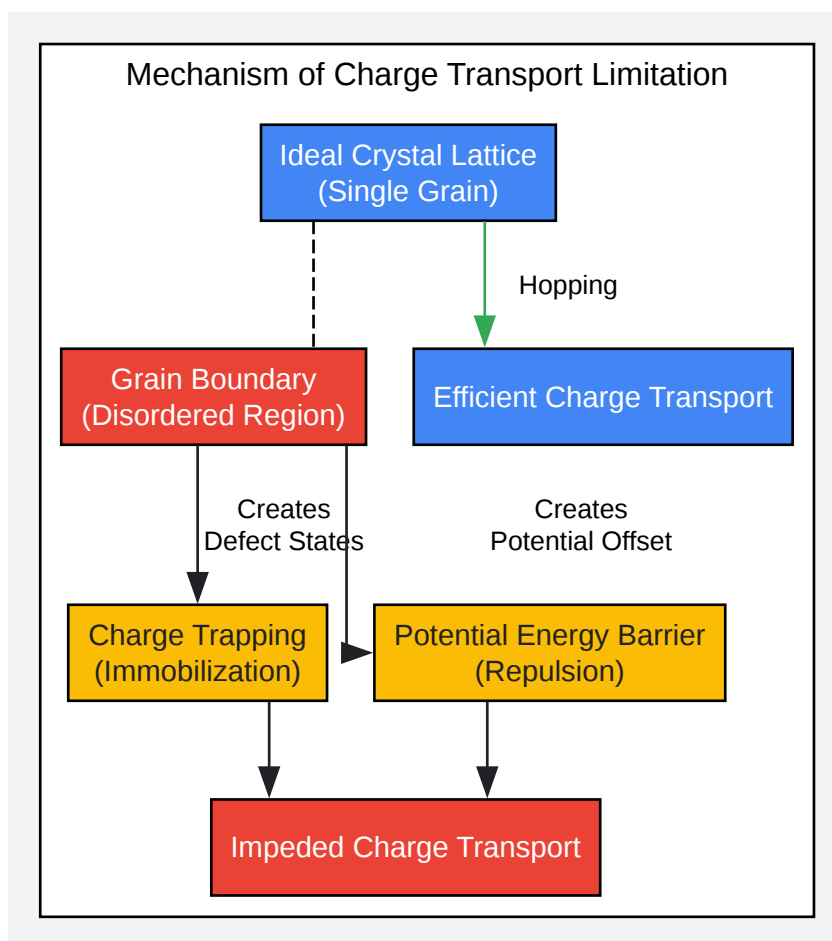 Mechanism of Charge Transport Limitation
Ideal Crystal Lattice
(Single Grain)
Hopping
Grain Boundary
(Disordered Region)
Efficient Charge Transport
Creates
Defect States
Creates
Potential Offset
Charge Trapping
(Immobilization)
Potential Energy Barrier
(Repulsion)
Impeded Charge Transport